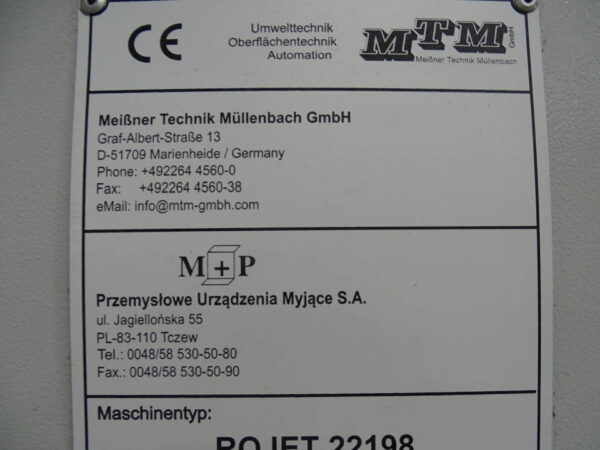 CE
Umwelttechnik
Oberflächentechnik
Automation
MTM GmbH
Meißner Technik Müllenbach
Meißner Technik Müllenbach GmbH
Graf-Albert-Straße 13
D-51709 Marienheide / Germany
Phone: +492264 4560-0
Fax: +492264 4560-38
eMail: info@mtm-gmbh.com
M+P
Przemysłowe Urządzenia Myjące S.A.
ul. Jagiellońska 55
PL-83-110 Tczew
Tel.: 0048/58 530-50-80
Fax.: 0048/58 530-50-90
Maschinentyp:
ROJET 22198